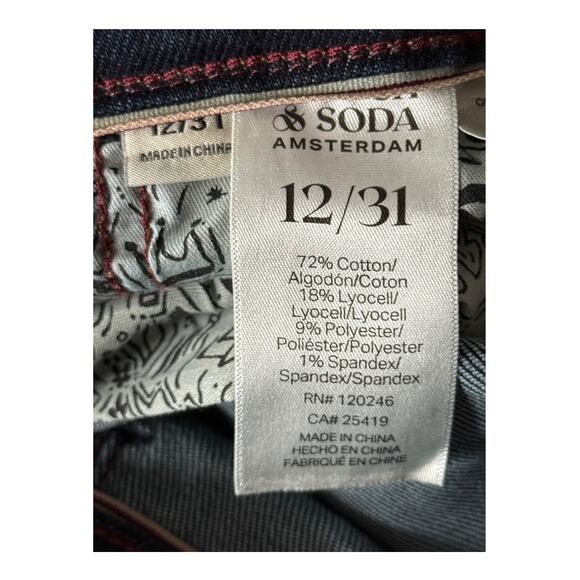 & SODA
AMSTERDAM
12/31
MADE IN CHINA
12/31
72% Cotton/
Algodón/Coton
18% Lyocell/
Lyocell/Lyocell
9% Polyester/
Poliéster/Polyester
1% Spandex/
Spandex/Spandex
RN# 120246
CA# 25419
MADE IN CHINA
HECHO EN CHINA
FABRIQUÉ EN CHINE